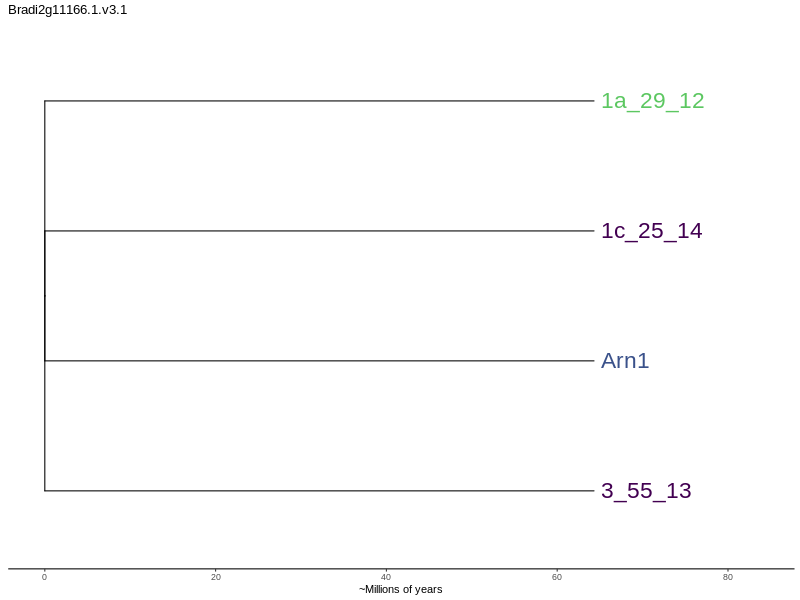 Bradi2g11166.1.v3.1
1a_29_12
1c_25_14
Arn1
3_55_13
0 20 40 60 80
~Millions of years